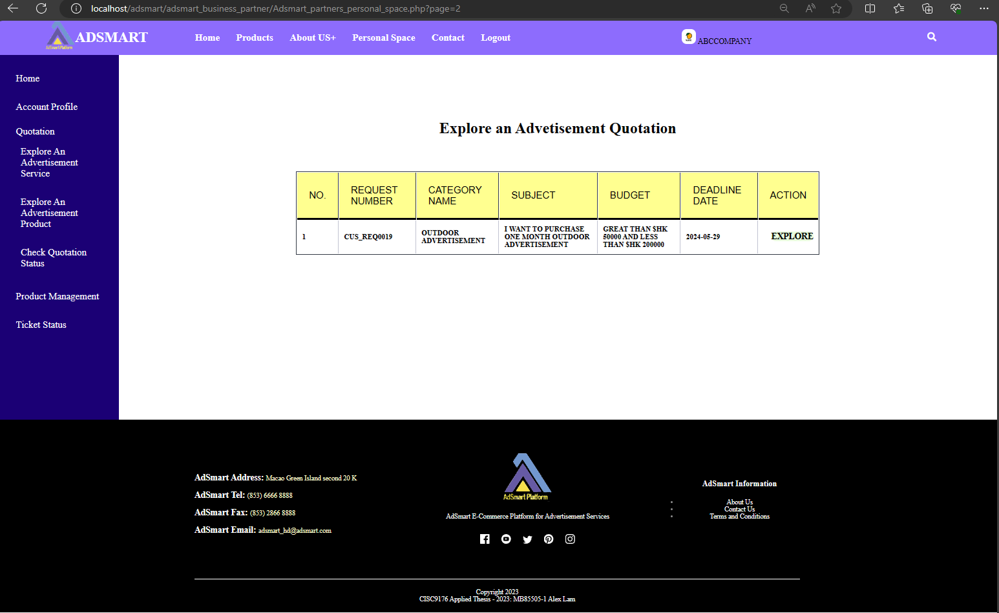 localhost/adsmart/adsmart_business_partner/Adsmart_partners_personal_space.php?page=2
AdSmart Platform
ADSMART
Home
Products
About US+
Personal Space
Contact
Logout
ABCCOMPANY
Home
Account Profile
Quotation
Explore An
Advertisement
Service
Explore An
Advertisement
Product
Check Quotation
Status
Product Management
Ticket Status
Explore an Advetisement Quotation
NO.
REQUEST
NUMBER
CATEGORY
NAME
SUBJECT
BUDGET
DEADLINE
DATE
ACTION
1
CUS_REQ0019
OUTDOOR
ADVERTISEMENT
I WANT TO PURCHASE
ONE MONTH OUTDOOR
ADVERTISEMENT
GREAT THAN $HK
50000 AND LESS
THAN $HK 200000
2024-05-29
EXPLORE
AdSmart Address: Macao Green Island second 20 K
AdSmart Tel: (853) 6666 8888
AdSmart Fax: (853) 2866 8888
AdSmart Email: adsmart_hd@adsmart.com
AdSmart Platform
AdSmart E-Commerce Platform for Advertisement Services
AdSmart Information
About Us
Contact Us
Terms and Conditions
Copyright 2023
CISC9176 Applied Thesis - 2023: MB85505-1 Alex Lam